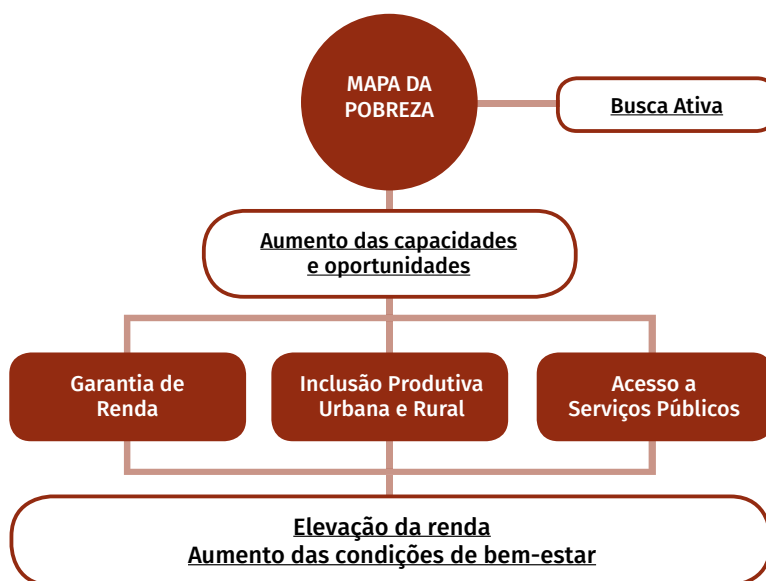 MAPA DA
POBREZA
Busca Ativa
Aumento das capacidades
e oportunidades
Garantia de
Renda
Inclusão Produtiva
Urbana e Rural
Acesso a
Serviços Públicos
Elevação da renda
Aumento das condições de bem-estar